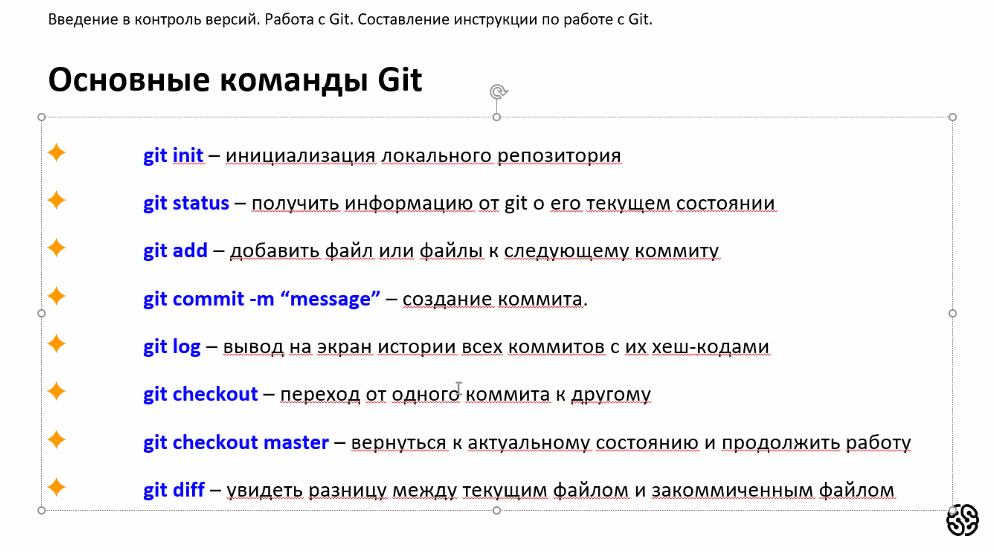 Введение в контроль версий. Работа с Git. Составление инструкции по работе с Git.
Основные команды Git
git init – инициализация локального репозитория
git status – получить информацию от git о его текущем состоянии
git add – добавить файл или файлы к следующему коммиту
git commit -m “message” – создание коммита.
git log – вывод на экран истории всех коммитов с их хеш-кодами
git checkout – переход от одного коммита к другому
git checkout master – вернуться к актуальному состоянию и продолжить работу
git diff – увидеть разницу между текущим файлом и закоммиченным файлом